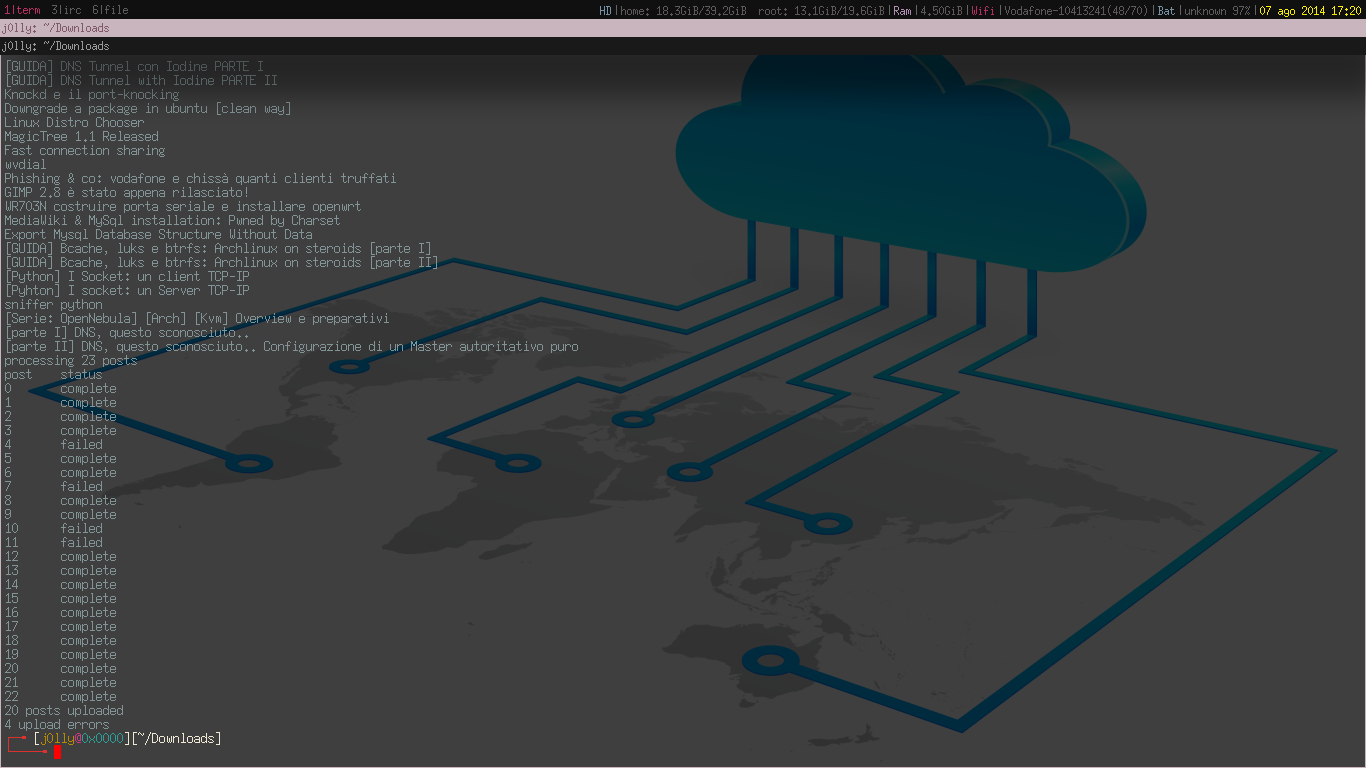 1|term 3|irc 6|file HD|home: 18.3GiB/39.2GiB root: 13.1GiB/19.6GiB|Ram|4.50GiB|Wifi|Vodafone-10413241(48/70)|Bat|unknown 97%|07 ago 2014 17:20
j0lly: ~/Downloads
j0lly: ~/Downloads
[GUIDA] DNS Tunnel con Iodine PARTE I
[GUIDA] DNS Tunnel with Iodine PARTE II
Knockd e il port-knocking
Downgrade a package in ubuntu [clean way]
Linux Distro Chooser
MagicTree 1.1 Released
Fast connection sharing
wvdial
Phishing & co: vodafone e chissà quanti clienti truffati
GIMP 2.8 è stato appena rilasciato!
WR703N costruire porta seriale e installare openwrt
MediaWiki & MySql installation: Pwned by Charset
Export Mysql Database Structure Without Data
[GUIDA] Bcache, luks e btrfs: Archlinux on steroids [parte I]
[GUIDA] Bcache, luks e btrfs: Archlinux on steroids [parte II]
[Python] I Socket: un client TCP-IP
[Pyhton] I socket: un Server TCP-IP
sniffer python
[Serie: OpenNebula] [Arch] [Kvm] Overview e preparativi
[parte I] DNS, questo sconosciuto..
[parte II] DNS, questo sconosciuto.. Configurazione di un Master autoritativo puro
processing 23 posts
post status
0 complete
1 complete
2 complete
3 complete
4 failed
5 complete
6 complete
7 failed
8 complete
9 complete
10 failed
11 failed
12 complete
13 complete
14 complete
15 complete
16 complete
17 complete
18 complete
19 complete
20 complete
21 complete
22 complete
20 posts uploaded
4 upload errors
[j0lly@0x0000][~/Downloads]